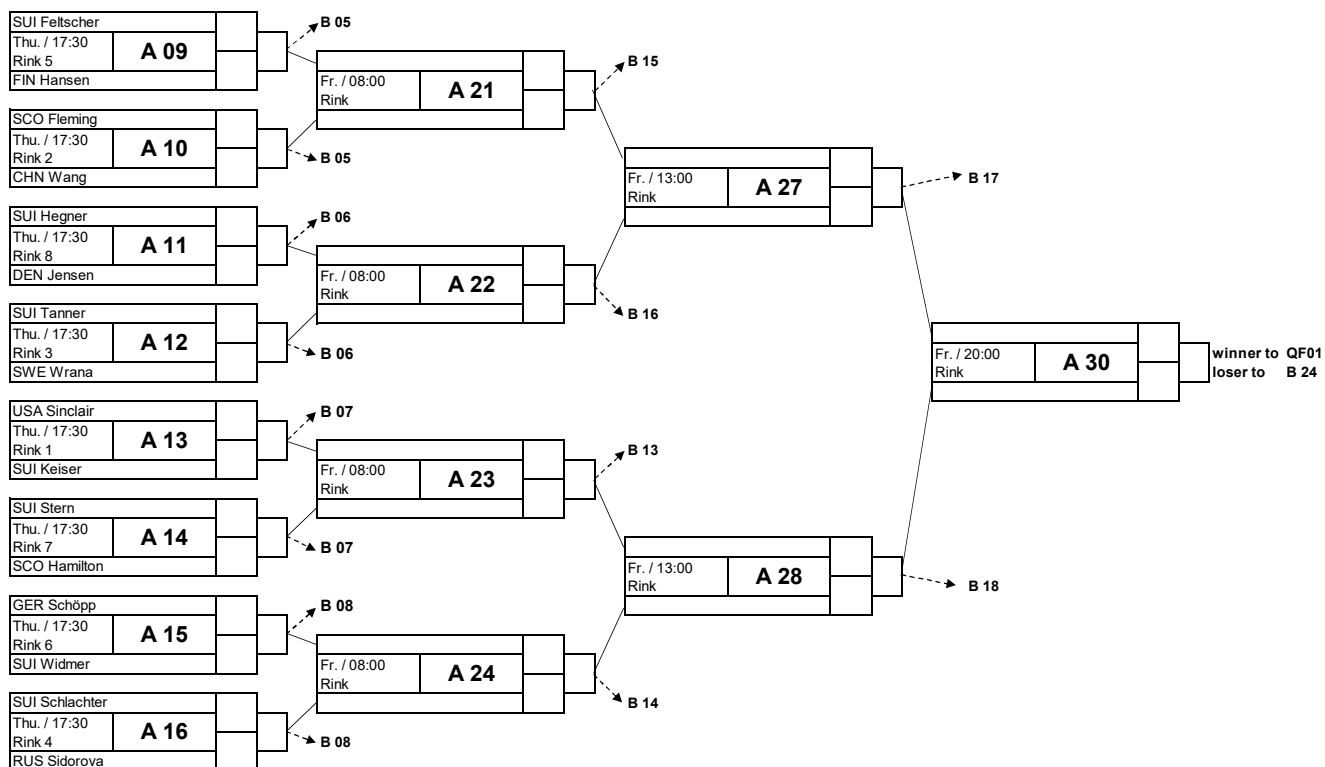 SUI Feltscher
Thu. / 17:30
Rink 5
A 09
FIN Hansen
B 05
SCO Fleming
Thu. / 17:30
Rink 2
A 10
CHN Wang
B 05
SUI Hegner
Thu. / 17:30
Rink 8
A 11
DEN Jensen
B 06
SUI Tanner
Thu. / 17:30
Rink 3
A 12
SWE Wrana
B 06
USA Sinclair
Thu. / 17:30
Rink 1
A 13
SUI Keiser
B 07
SUI Stern
Thu. / 17:30
Rink 7
A 14
SCO Hamilton
B 07
GER Schöpp
Thu. / 17:30
Rink 6
A 15
SUI Widmer
B 08
SUI Schlachter
Thu. / 17:30
Rink 4
A 16
RUS Sidorova
B 08
Fr. / 08:00
Rink
A 21
B 15
Fr. / 08:00
Rink
A 22
B 16
Fr. / 08:00
Rink
A 23
B 13
Fr. / 08:00
Rink
A 24
B 14
Fr. / 13:00
Rink
A 27
B 17
Fr. / 13:00
Rink
A 28
B 18
Fr. / 20:00
Rink
A 30
winner to QF01
loser to B 24